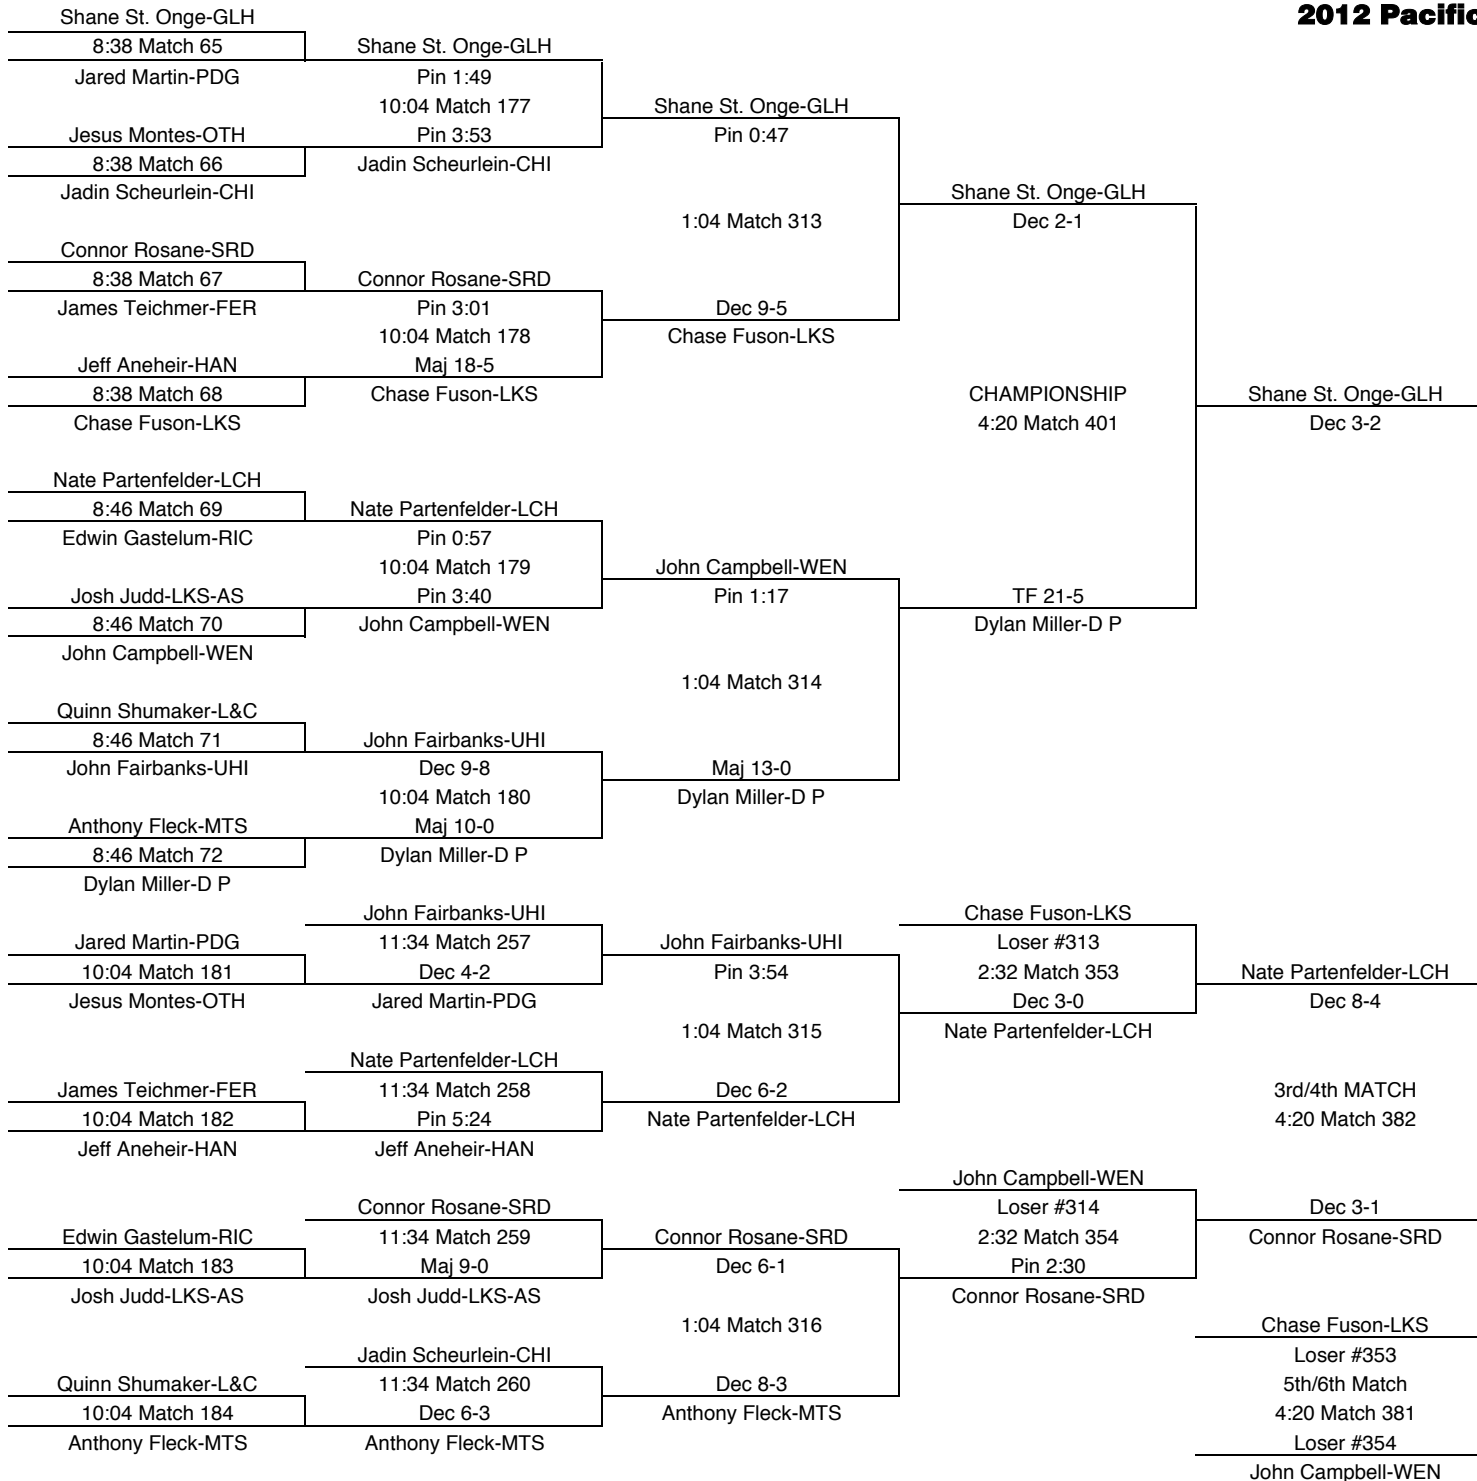 2012 Pacific
Shane St. Onge-GLH
8:38 Match 65
Jared Martin-PDG
Jesus Montes-OTH
8:38 Match 66
Jadin Scheurlein-CHI
Connor Rosane-SRD
8:38 Match 67
James Teichmer-FER
Jeff Aneheir-HAN
8:38 Match 68
Chase Fuson-LKS
Nate Partenfelder-LCH
8:46 Match 69
Edwin Gastelum-RIC
Josh Judd-LKS-AS
8:46 Match 70
John Campbell-WEN
Quinn Shumaker-L&C
8:46 Match 71
John Fairbanks-UHI
Anthony Fleck-MTS
8:46 Match 72
Dylan Miller-D P
Shane St. Onge-GLH
Pin 1:49
10:04 Match 177
Pin 3:53
Jadin Scheurlein-CHI
Connor Rosane-SRD
Pin 3:01
10:04 Match 178
Maj 18-5
Chase Fuson-LKS
Nate Partenfelder-LCH
Pin 0:57
10:04 Match 179
Pin 3:40
John Campbell-WEN
John Fairbanks-UHI
Dec 9-8
10:04 Match 180
Maj 10-0
Dylan Miller-D P
Shane St. Onge-GLH
Pin 0:47
1:04 Match 313
Dec 9-5
Chase Fuson-LKS
John Campbell-WEN
Pin 1:17
1:04 Match 314
Maj 13-0
Dylan Miller-D P
Shane St. Onge-GLH
Dec 2-1
CHAMPIONSHIP
4:20 Match 401
TF 21-5
Dylan Miller-D P
Shane St. Onge-GLH
Dec 3-2
Jared Martin-PDG
10:04 Match 181
Jesus Montes-OTH
James Teichmer-FER
10:04 Match 182
Jeff Aneheir-HAN
Edwin Gastelum-RIC
10:04 Match 183
Josh Judd-LKS-AS
Quinn Shumaker-L&C
10:04 Match 184
Anthony Fleck-MTS
John Fairbanks-UHI
11:34 Match 257
Dec 4-2
Jared Martin-PDG
Nate Partenfelder-LCH
11:34 Match 258
Pin 5:24
Jeff Aneheir-HAN
Connor Rosane-SRD
11:34 Match 259
Maj 9-0
Josh Judd-LKS-AS
Jadin Scheurlein-CHI
11:34 Match 260
Dec 6-3
Anthony Fleck-MTS
John Fairbanks-UHI
Pin 3:54
1:04 Match 315
Dec 6-2
Nate Partenfelder-LCH
Connor Rosane-SRD
Dec 6-1
1:04 Match 316
Dec 8-3
Anthony Fleck-MTS
Chase Fuson-LKS
Loser #313
2:32 Match 353
Dec 3-0
Nate Partenfelder-LCH
John Campbell-WEN
Loser #314
2:32 Match 354
Pin 2:30
Connor Rosane-SRD
Nate Partenfelder-LCH
Dec 8-4
3rd/4th MATCH
4:20 Match 382
Dec 3-1
Connor Rosane-SRD
Chase Fuson-LKS
Loser #353
5th/6th Match
4:20 Match 381
Loser #354
John Campbell-WEN